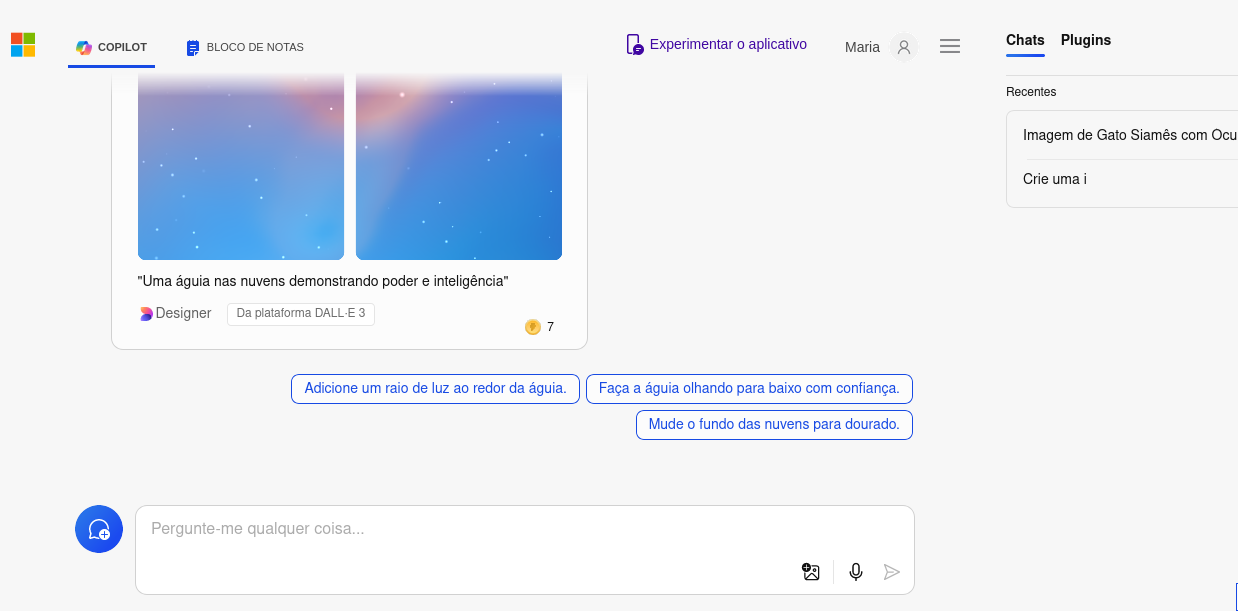 COPILOT
BLOCO DE NOTAS
Experimentar o aplicativo
Maria
Chats Plugins
Recentes
Imagem de Gato Siamês com Ocu
Crie uma i
"Uma águia nas nuvens demonstrando poder e inteligência"
Designer
Da plataforma DALL·E 3
7
Adicione um raio de luz ao redor da águia.
Faça a águia olhando para baixo com confiança.
Mude o fundo das nuvens para dourado.
Pergunte-me qualquer coisa...